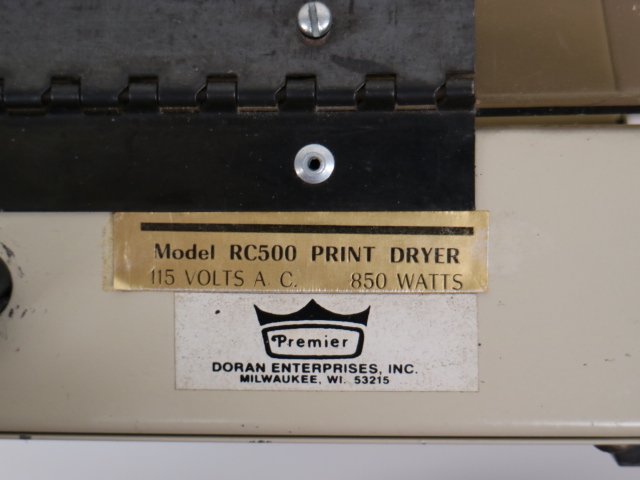 Model RC500 PRINT DRYER
115 VOLTS A. C. 850 WATTS
Premier
DORAN ENTERPRISES, INC.
MILWAUKEE, WI. 53215